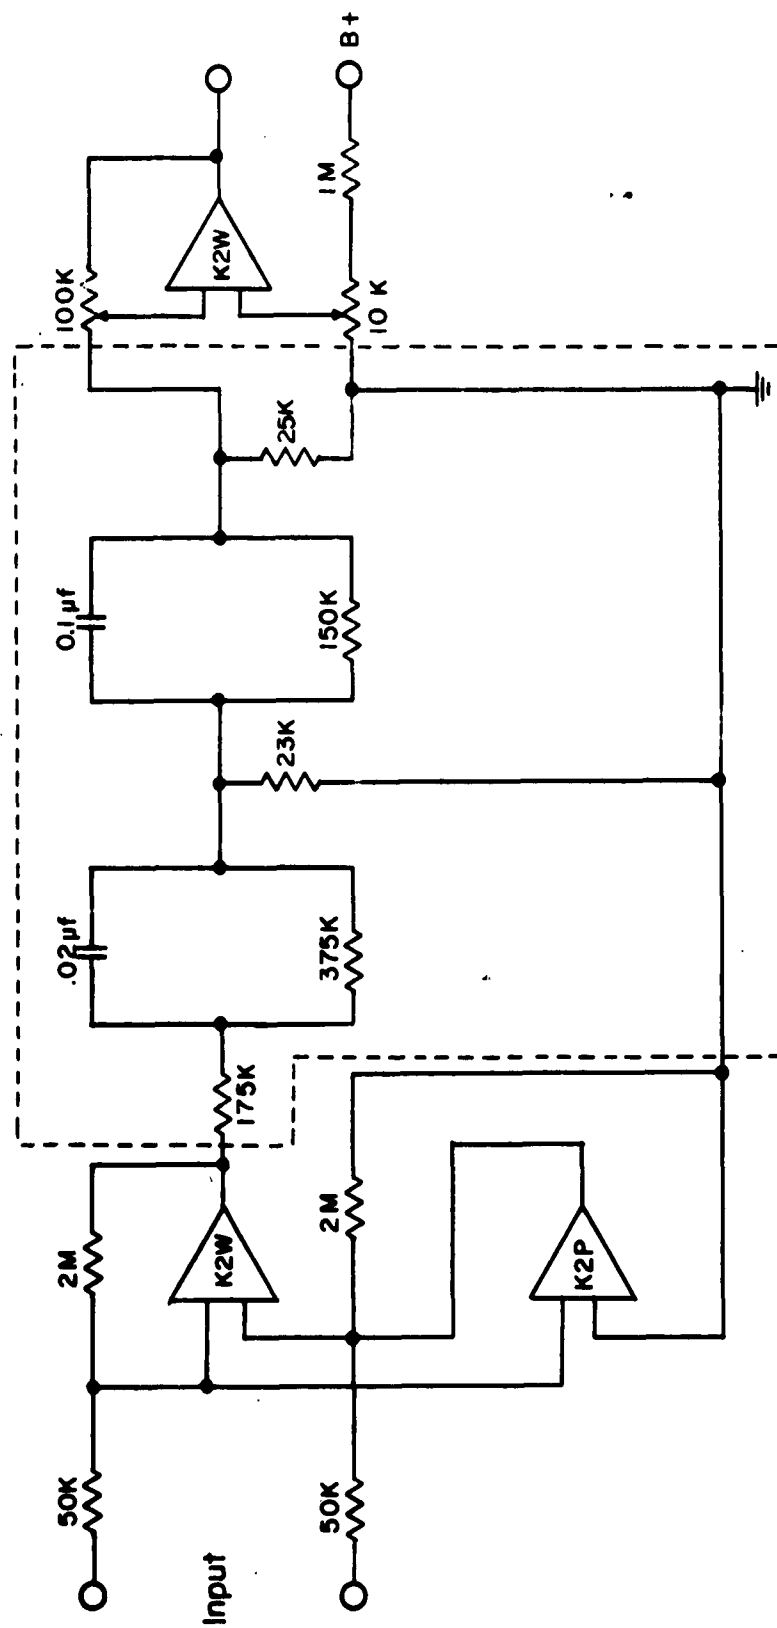 Input
50K
50K
2M
2M
K2W
K2P
175K
.02µf
375K
23K
0.1µf
150K
25K
100K
10 K
K2W
1M
B+